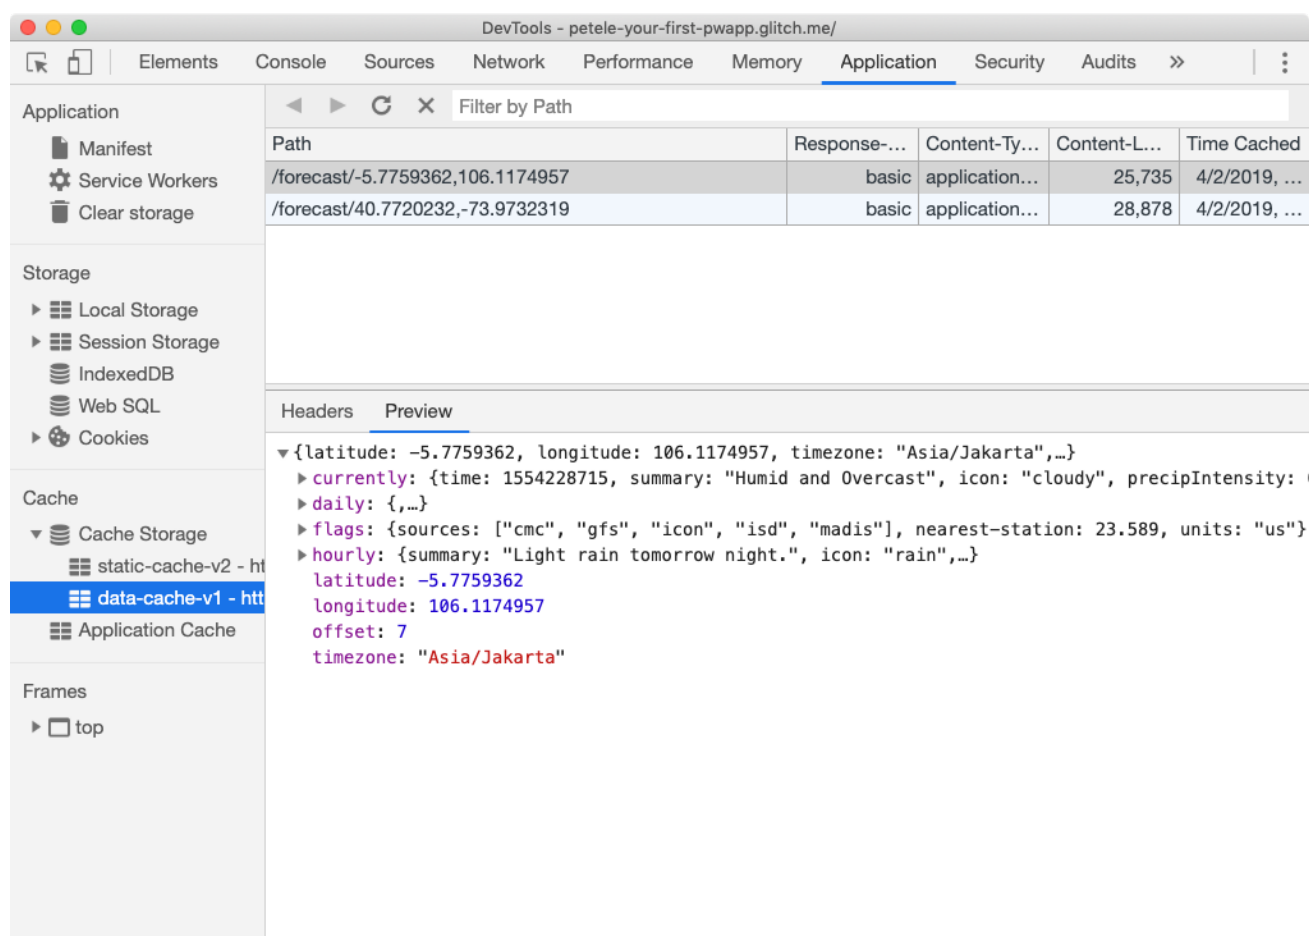 DevTools - petele-your-first-pwapp.glitch.me/
Elements Console Sources Network Performance Memory Application Security Audits »
Application
Manifest
Service Workers
Clear storage
Storage
Local Storage
Session Storage
IndexedDB
Web SQL
Cookies
Cache
Cache Storage
static-cache-v2 - ht
data-cache-v1 - htt
Application Cache
Frames
top
Filter by Path
Path Response-... Content-Ty... Content-L... Time Cached
/forecast/-5.7759362,106.1174957 basic application... 25,735 4/2/2019, ...
/forecast/40.7720232,-73.9732319 basic application... 28,878 4/2/2019, ...
Headers Preview
{latitude: -5.7759362, longitude: 106.1174957, timezone: "Asia/Jakarta",…}
currently: {time: 1554228715, summary: "Humid and Overcast", icon: "cloudy", precipIntensity:
daily: {,…}
flags: {sources: ["cmc", "gfs", "icon", "isd", "madis"], nearest-station: 23.589, units: "us"}
hourly: {summary: "Light rain tomorrow night.", icon: "rain",…}
latitude: -5.7759362
longitude: 106.1174957
offset: 7
timezone: "Asia/Jakarta"